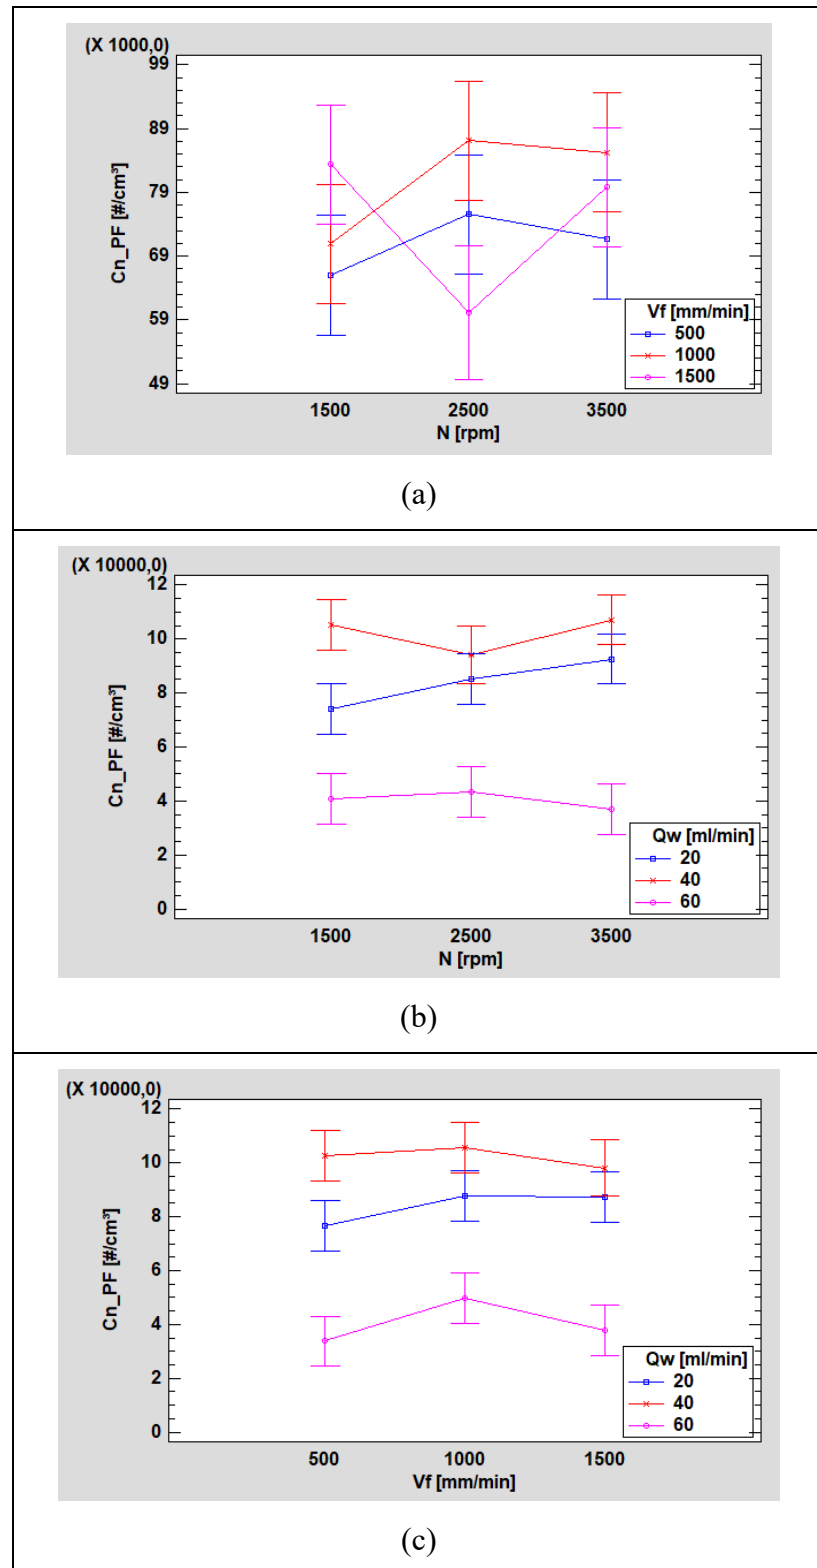 (X 1000,0)
99
89
79
69
59
49
Cn_PF [#/cm³]
1500 2500 3500
N [rpm]
Vf [mm/min]
500
1000
1500
(a)
(X 10000,0)
12
10
8
6
4
2
0
Cn_PF [#/cm³]
1500 2500 3500
N [rpm]
Qw [ml/min]
20
40
60
(b)
(X 10000,0)
12
10
8
6
4
2
0
Cn_PF [#/cm³]
500 1000 1500
Vf [mm/min]
Qw [ml/min]
20
40
60
(c)